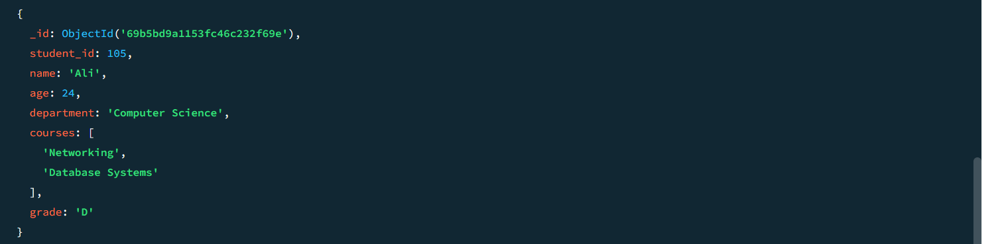 {
  _id: ObjectId('69b5bd9a1153fc46c232f69e'),
  student_id: 105,
  name: 'Ali',
  age: 24,
  department: 'Computer Science',
  courses: [
    'Networking',
    'Database Systems'
  ],
  grade: 'D'
}